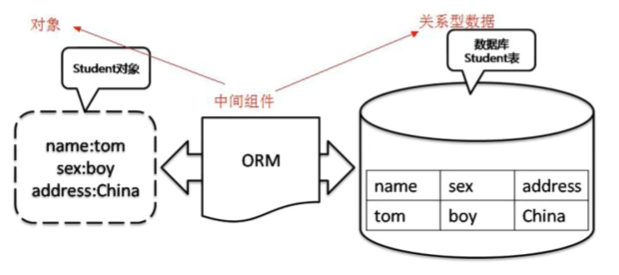 对象
关系型数据
Student对象
数据库
Student表
中间组件
name:tom
sex:boy
address:China
ORM
name sex address
tom boy China